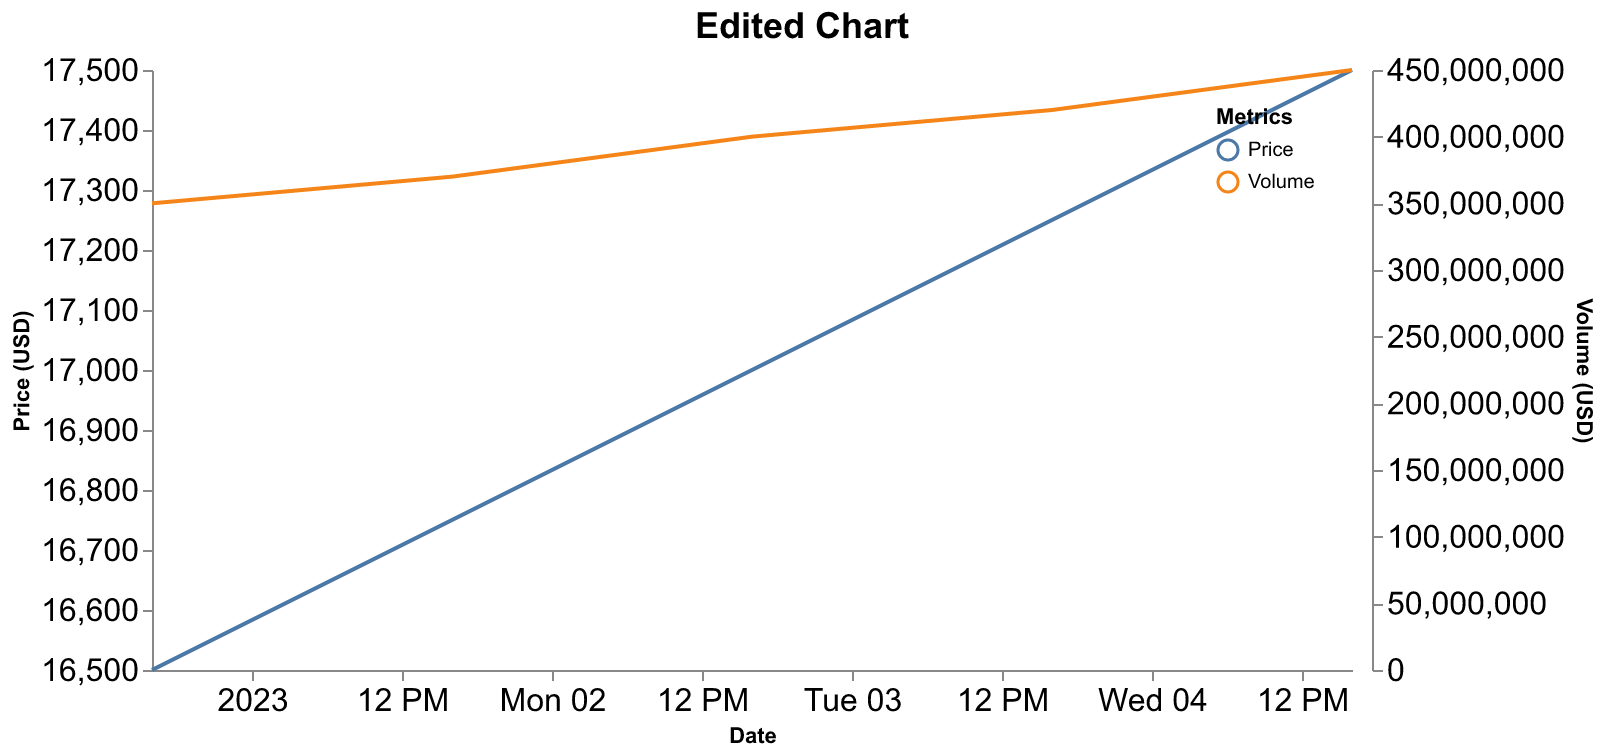 Edited Chart
17,500
17,400
17,300
17,200
17,100
17,000
16,900
16,800
16,700
16,600
16,500
Price (USD)
450,000,000
400,000,000
350,000,000
300,000,000
250,000,000
200,000,000
150,000,000
100,000,000
50,000,000
0
Volume (USD)
Metrics
Price
Volume
2023 12 PM Mon 02 12 PM Tue 03 12 PM Wed 04 12 PM
Date